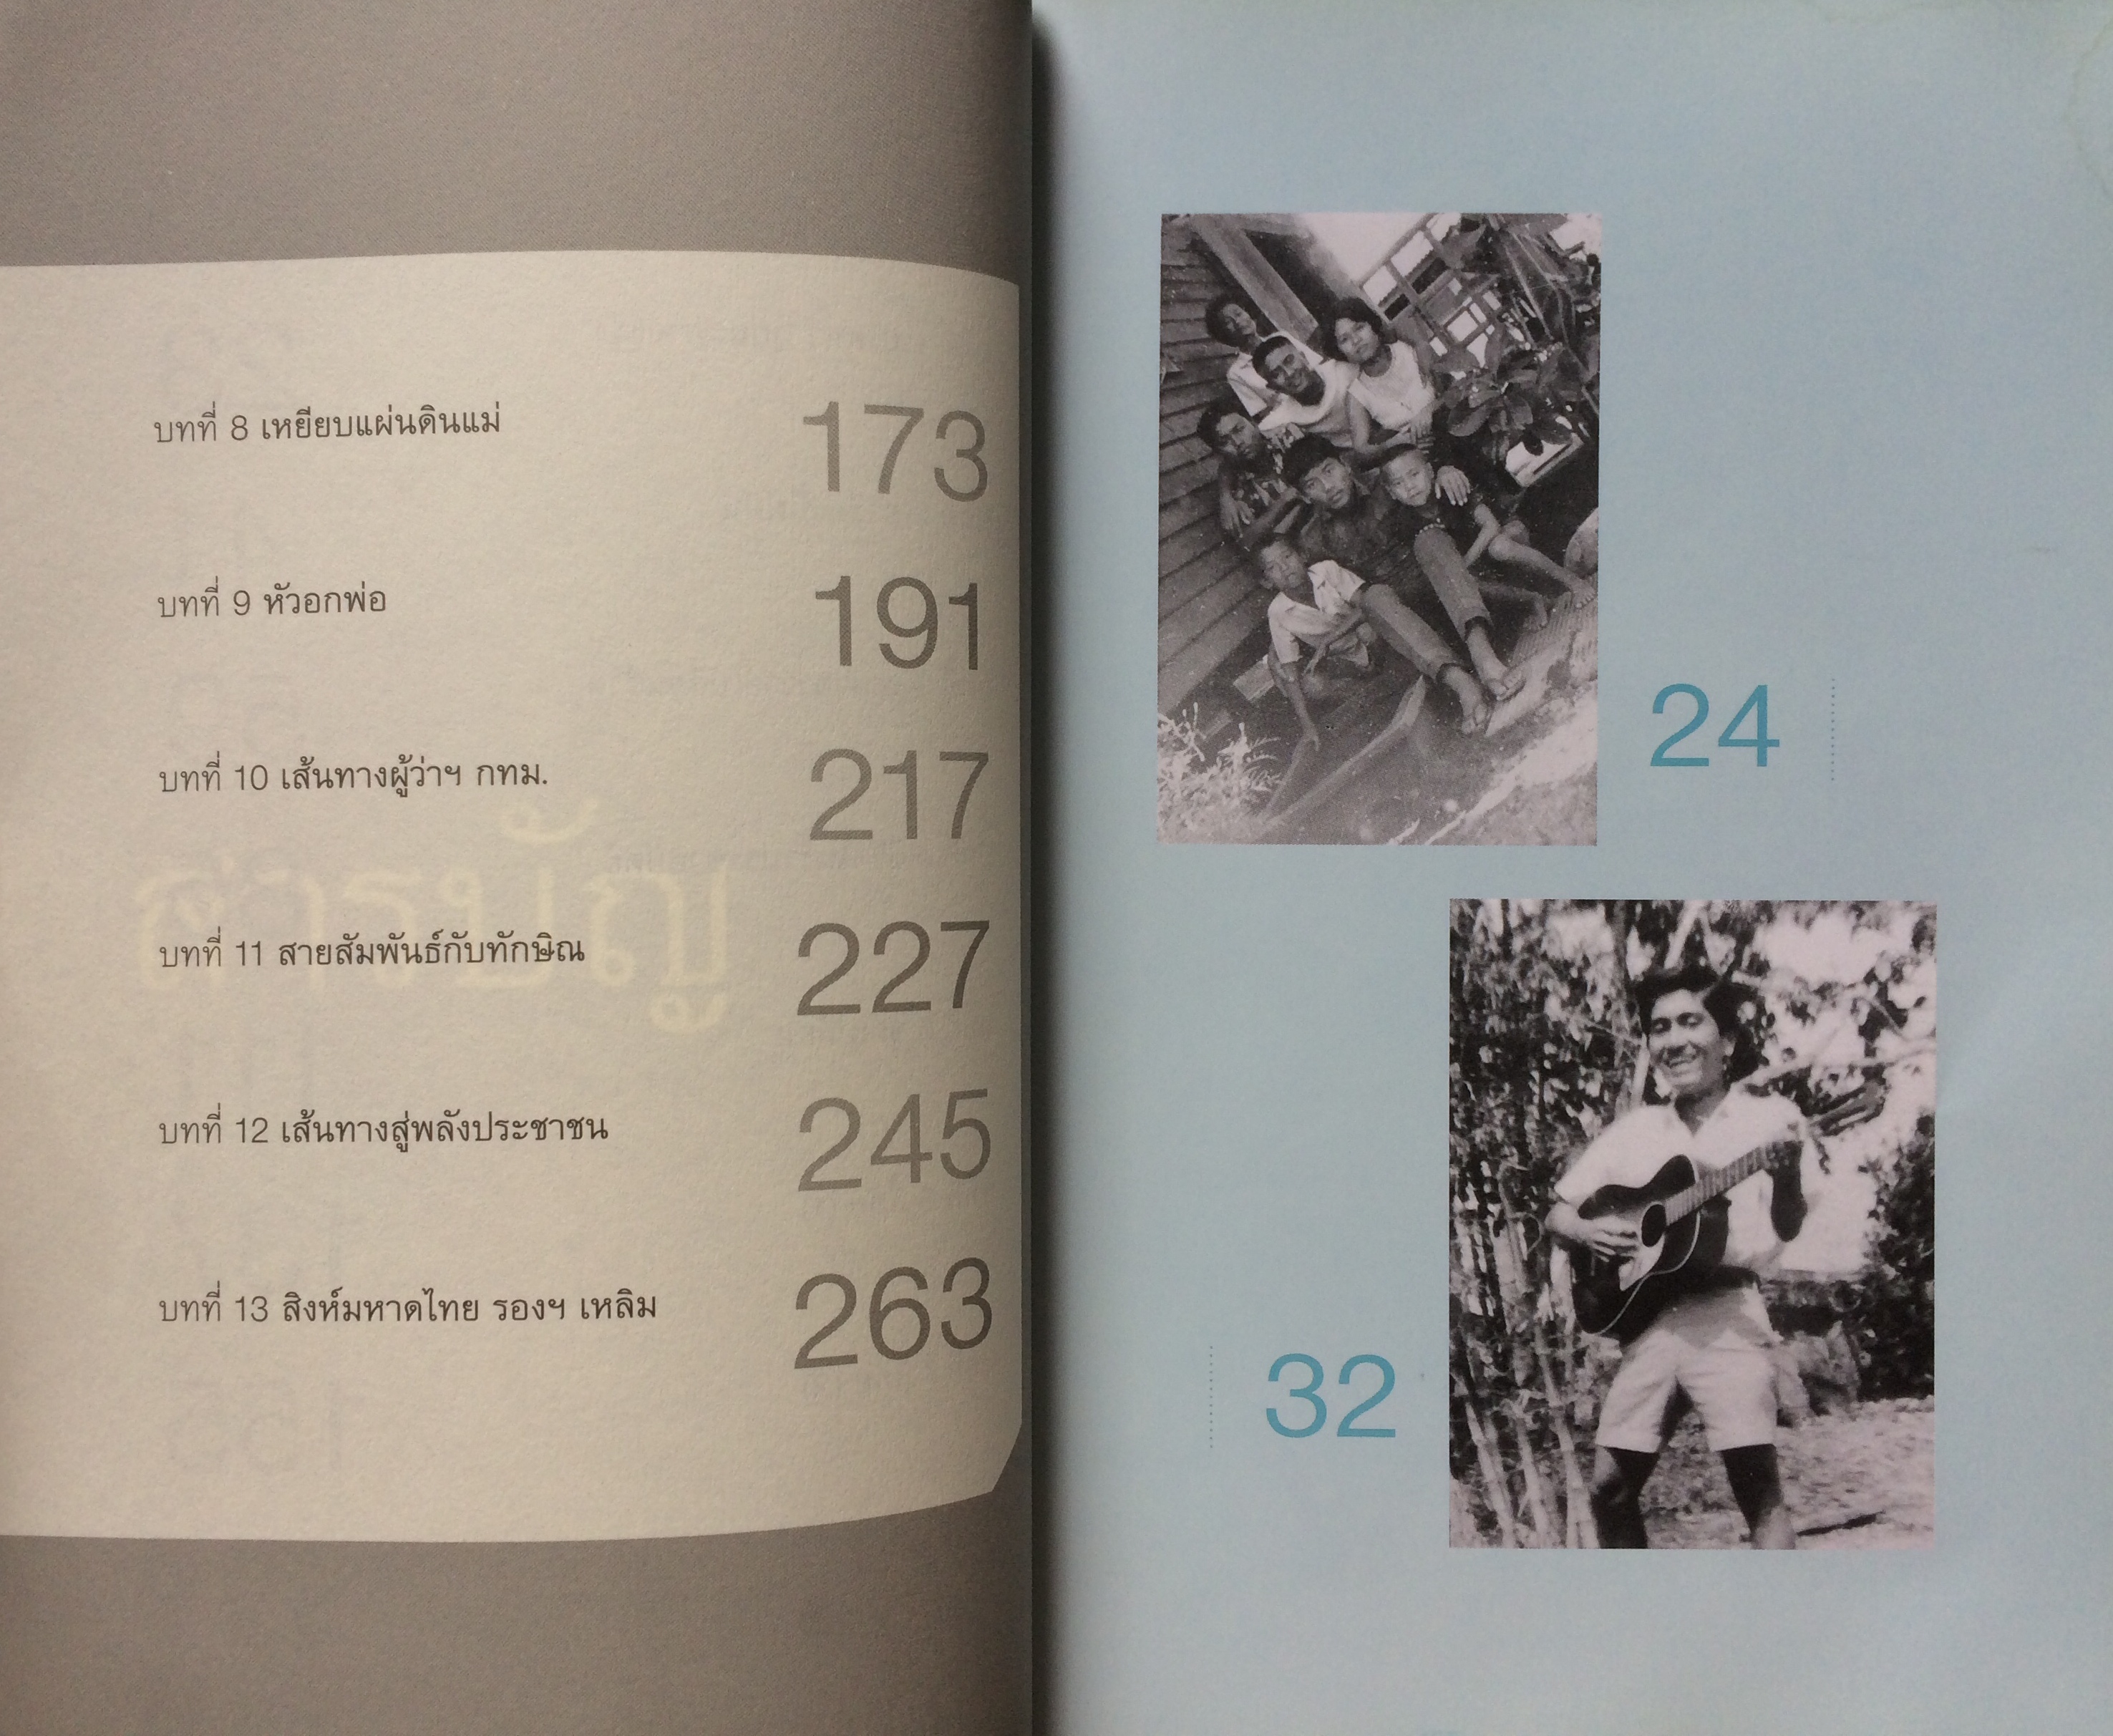 บทที่ 8 เหยียบแผ่นดินแม่ 173
บทที่ 9 หัวอกพ่อ 191
บทที่ 10 เส้นทางผู้ว่าฯ กทม. 217
สารบัญ
บทที่ 11 สายสัมพันธ์กับทักษิณ 227
บทที่ 12 เส้นทางสู่พลังประชาชน 245
บทที่ 13 สิงห์มหาดไทย รองฯ เหลิม 263
24
32